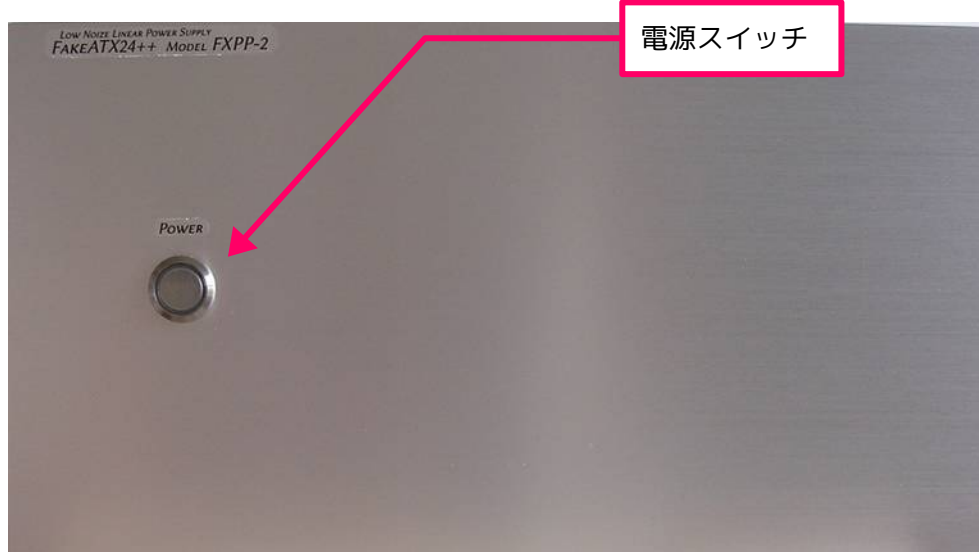 LOW NOIZE LINEAR POWER SUPPLY
FAKEATX24++ MODEL FXPP-2
電源スイッチ
POWER